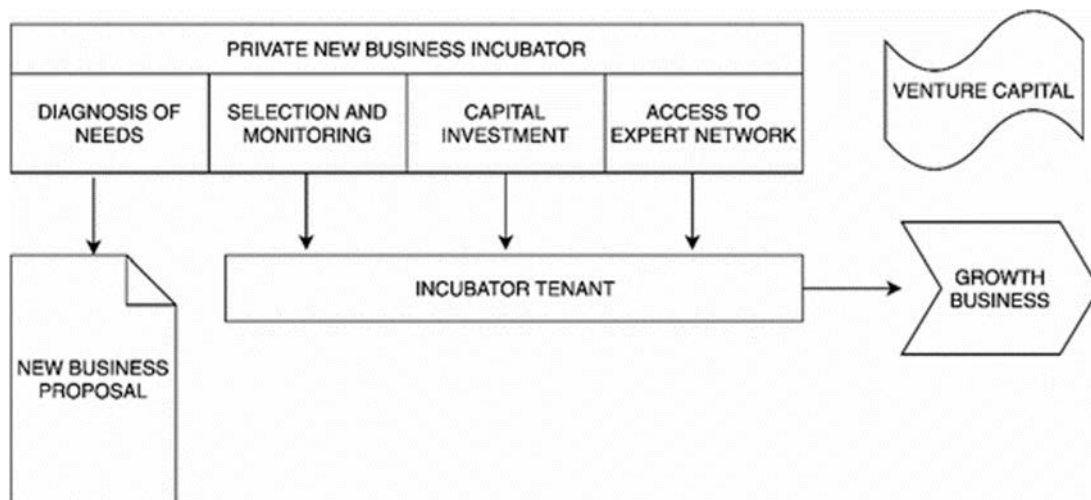 PRIVATE NEW BUSINESS INCUBATOR
DIAGNOSIS OF
NEEDS
SELECTION AND
MONITORING
CAPITAL
INVESTMENT
ACCESS TO
EXPERT NETWORK
VENTURE CAPITAL
INCUBATOR TENANT
GROWTH
BUSINESS
NEW BUSINESS
PROPOSAL